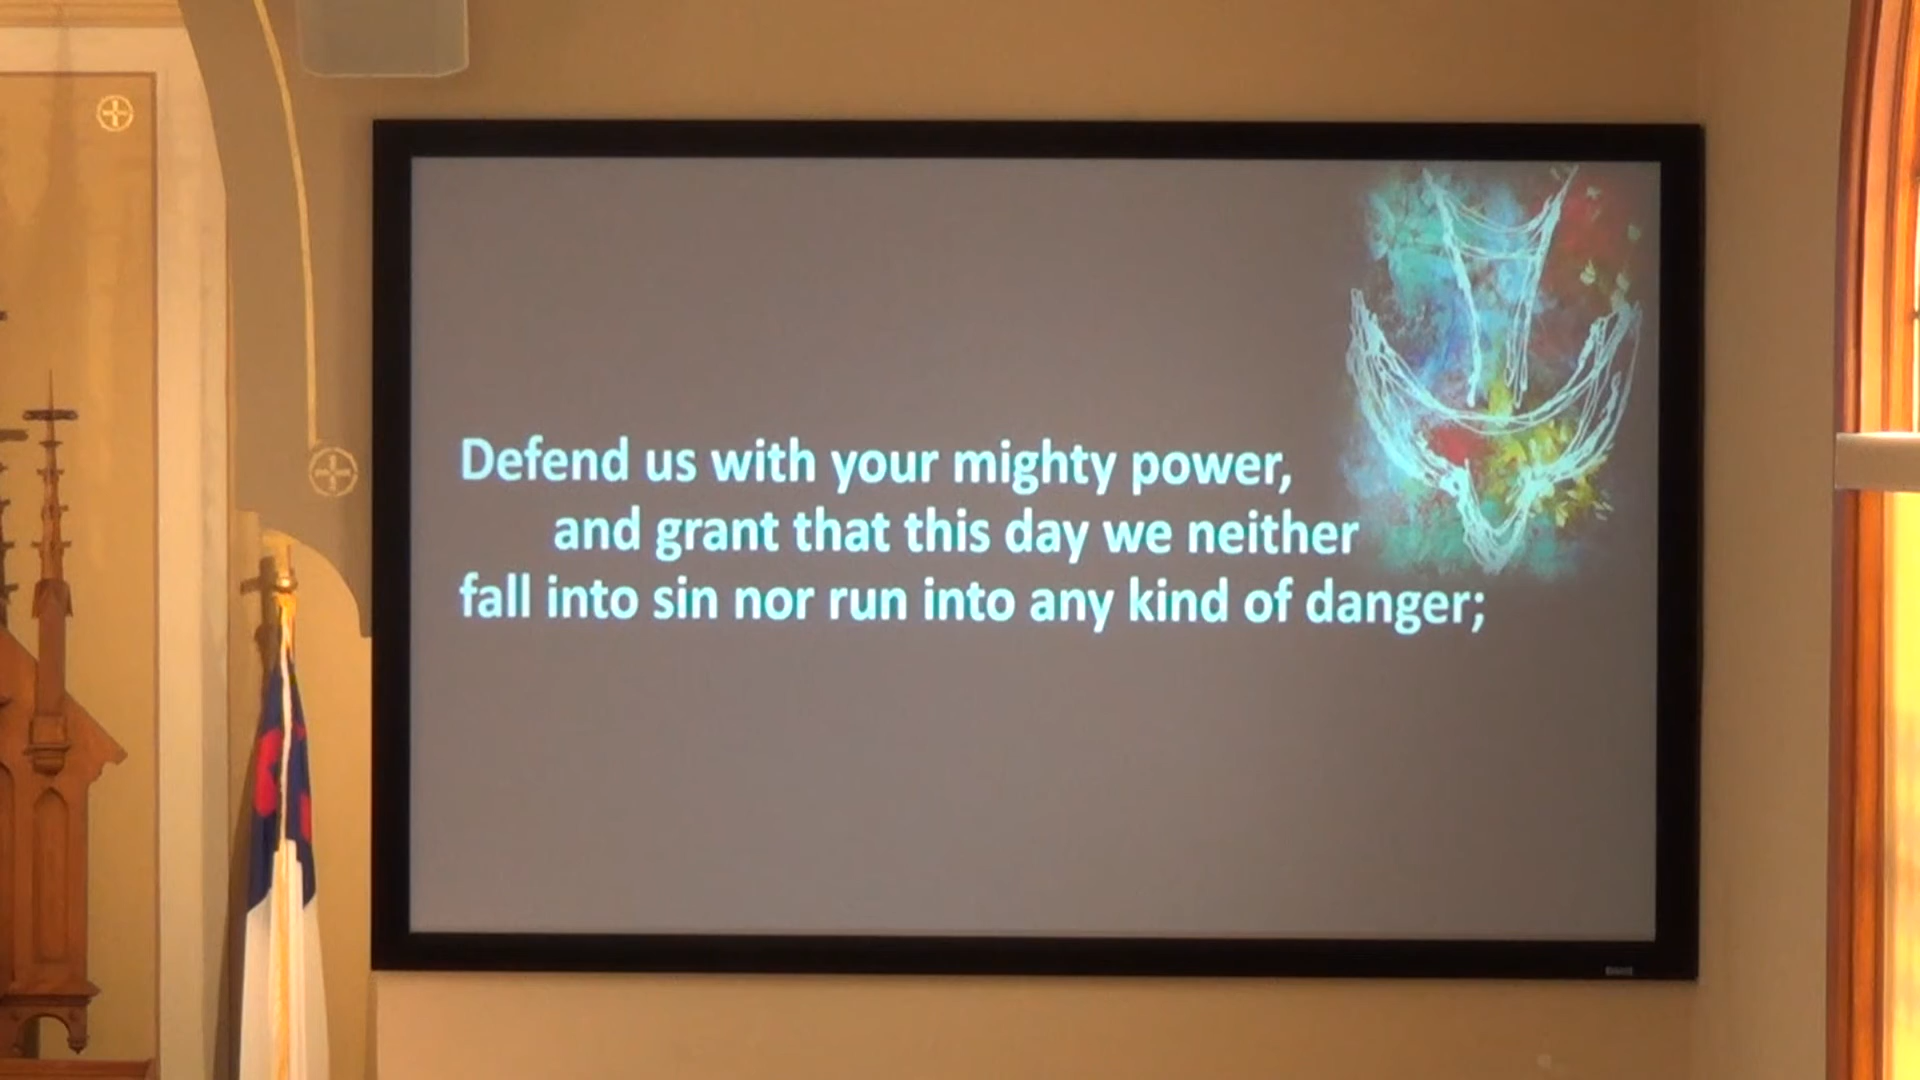 Defend us with your mighty power,
and grant that this day we neither
fall into sin nor run into any kind of danger;